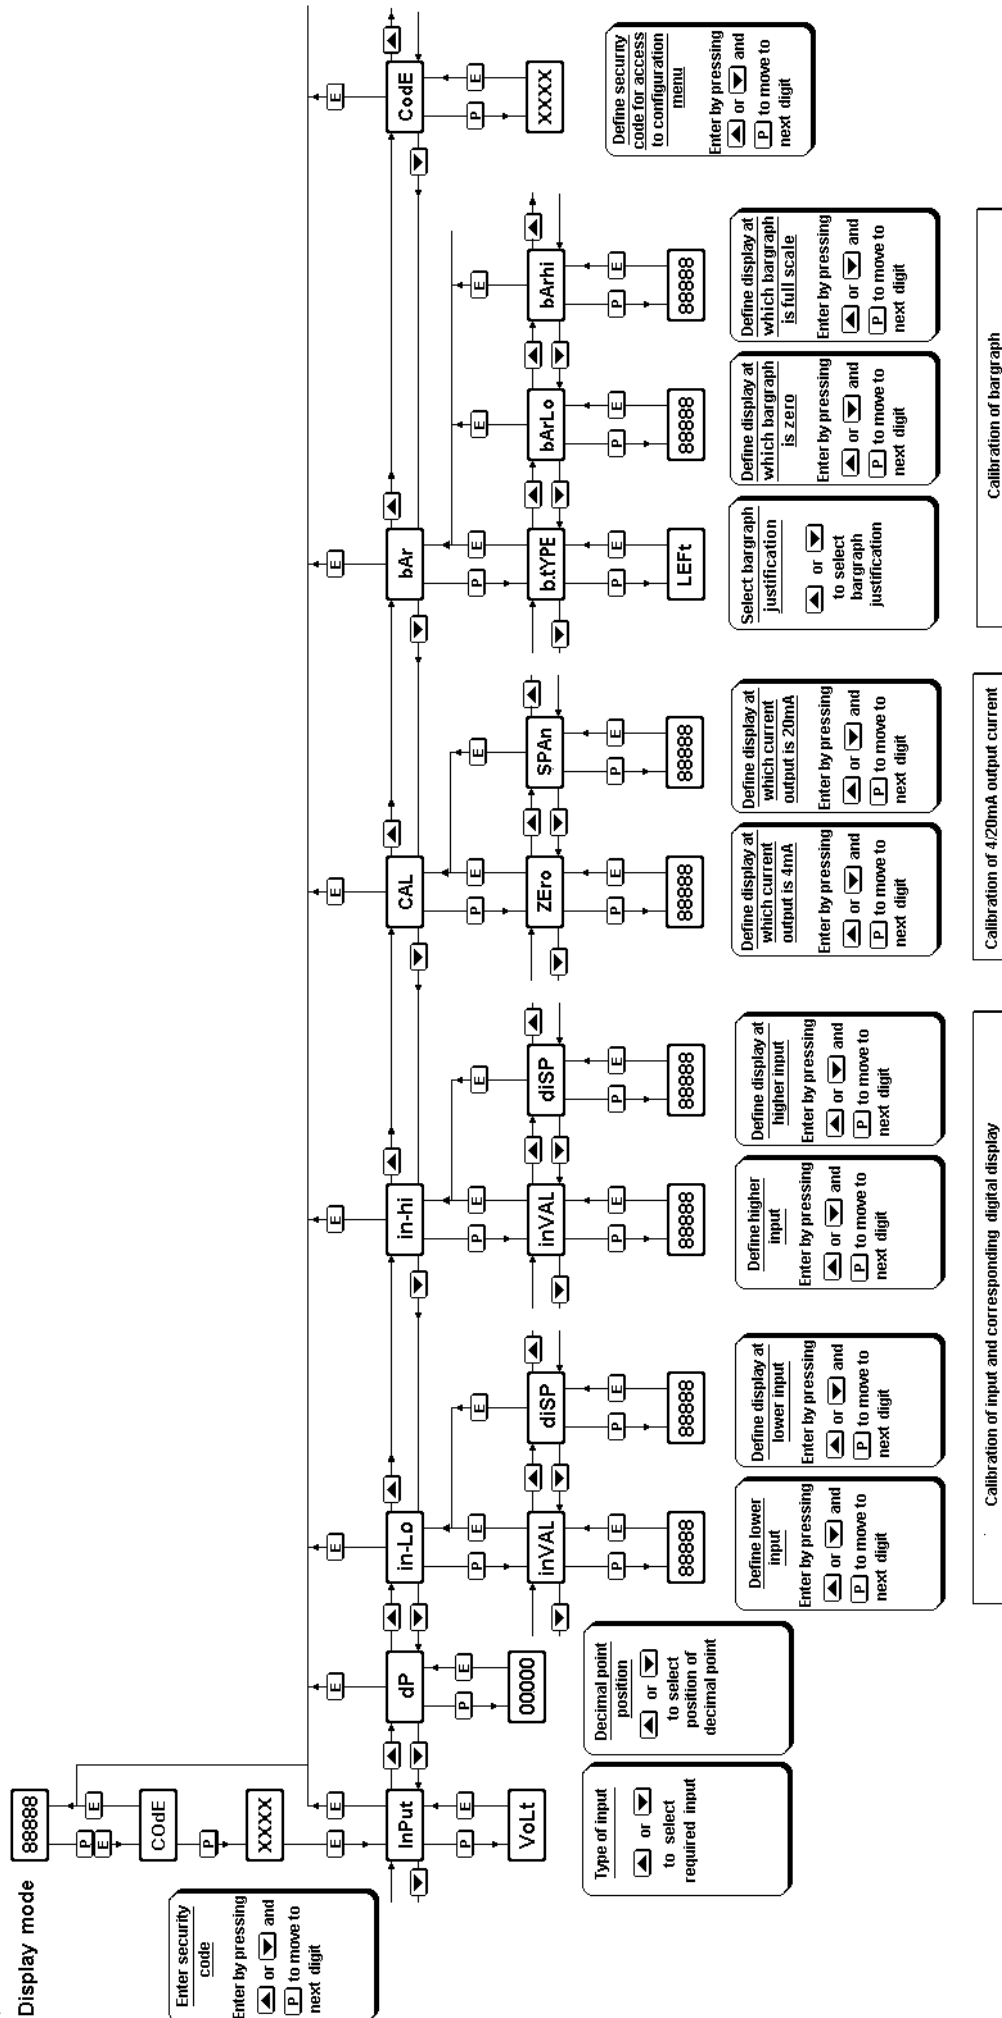 Display mode
88888
P
E
E
COdE
P
XXXX
E
E
Enter security
code
Enter by pressing
▲ or ▼ and
P to move to
next digit
InPut
▲
▼
▼
P
E
VoLt
Type of input
▲ or ▼
to select
required input
E
dP
▲
▼
P
E
00000
Decimal point
position
▲ or ▼
to select
position of
decimal point
E
in-Lo
▲
P
E
E
inVAL
▲
▼
▼
diSP
▲
P
E
P
E
88888
88888
Define lower
input
Enter by pressing
▲ or ▼ and
P to move to
next digit
Define display at
lower input
Enter by pressing
▲ or ▼ and
P to move to
next digit
E
in-hi
▲
▼
P
E
E
inVAL
▲
▼
▼
diSP
▲
P
E
P
E
88888
88888
Define higher
input
Enter by pressing
▲ or ▼ and
P to move to
next digit
Define display at
higher input
Enter by pressing
▲ or ▼ and
P to move to
next digit
Calibration of input and corresponding digital display
E
CAL
▲
▼
P
E
E
ZEro
▲
▼
▼
SPAn
▲
P
E
P
E
88888
88888
Define display at
which current
output is 4mA
Enter by pressing
▲ or ▼ and
P to move to
next digit
Define display at
which current
output is 20mA
Enter by pressing
▲ or ▼ and
P to move to
next digit
Calibration of 4/20mA output current
E
bAr
▲
▼
P
E
E
E
b.tYPE
▲
▼
▼
bArLo
▲
▼
bArhi
▲
P
E
P
E
P
E
LEFt
88888
88888
Select bargraph
justification
▲ or ▼
to select
bargraph
justification
Define display at
which bargraph
is zero
Enter by pressing
▲ or ▼ and
P to move to
next digit
Define display at
which bargraph
is full scale
Enter by pressing
▲ or ▼ and
P to move to
next digit
Calibration of bargraph
E
CodE
▲
▼
P
E
XXXX
Define security
code for access
to configuration
menu
Enter by pressing
▲ or ▼ and
P to move to
next digit